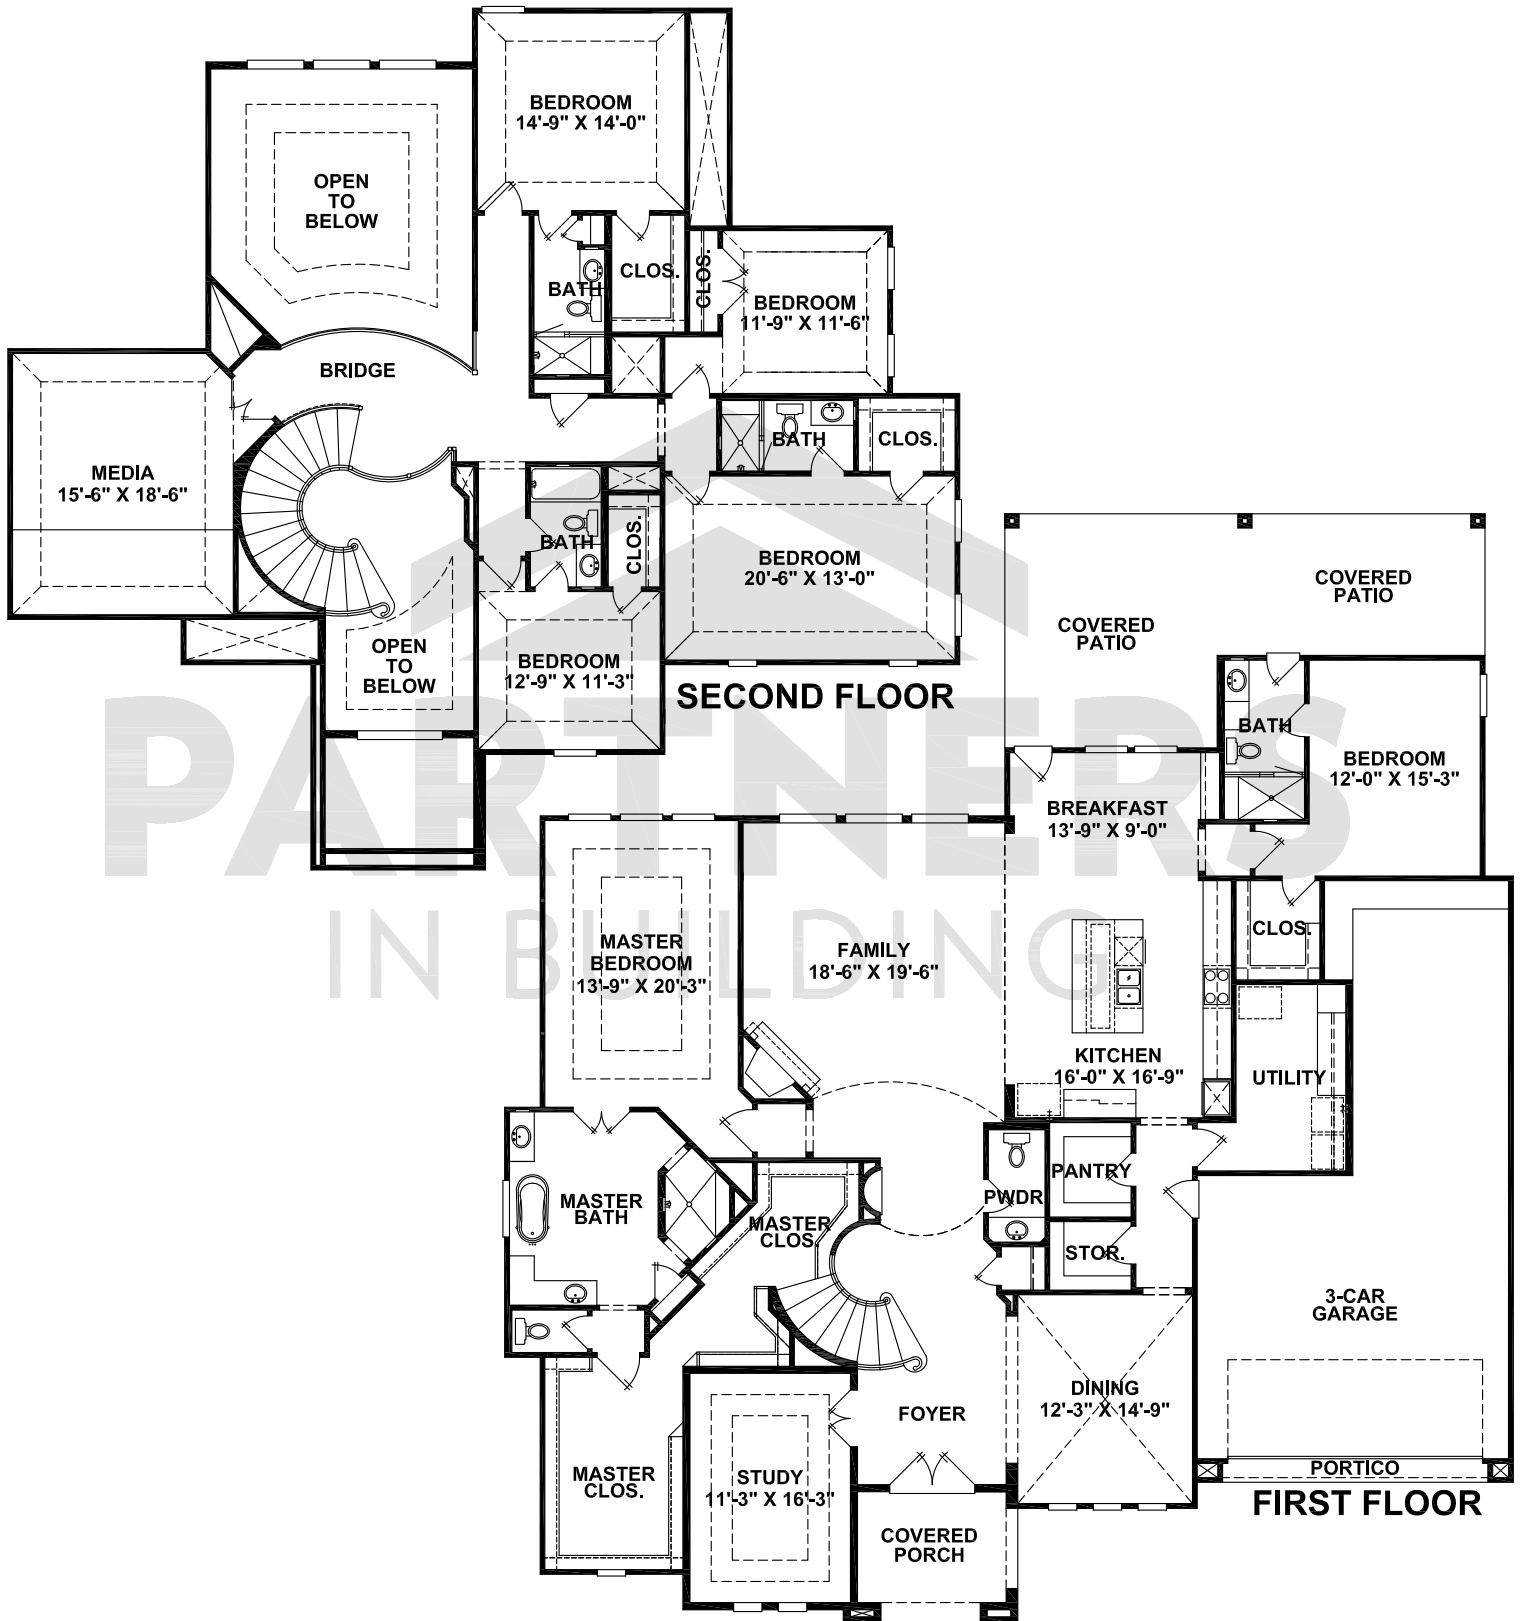 BEDROOM
14'-9" X 14'-0"
OPEN
TO
BELOW
BATH
CLOS.
CLOS.
BEDROOM
11'-9" X 11'-6"
BRIDGE
MEDIA
15'-6" X 18'-6"
BATH
CLOS.
BATH
CLOS.
BEDROOM
20'-6" X 13'-0"
OPEN
TO
BELOW
BEDROOM
12'-9" X 11'-3"
SECOND FLOOR
PARTNERS
IN BUILDING
COVERED
PATIO
COVERED
PATIO
BATH
BEDROOM
12'-0" X 15'-3"
BREAKFAST
13'-9" X 9'-0"
CLOS.
MASTER
BEDROOM
13'-9" X 20'-3"
FAMILY
18'-6" X 19'-6"
KITCHEN
16'-0" X 16'-9"
UTILITY
PANTRY
PWDR
MASTER
BATH
MASTER
CLOS.
STOR.
3-CAR
GARAGE
DINING
12'-3" X 14'-9"
FOYER
MASTER
CLOS.
STUDY
11'-3" X 16'-3"
PORTICO
FIRST FLOOR
COVERED
PORCH